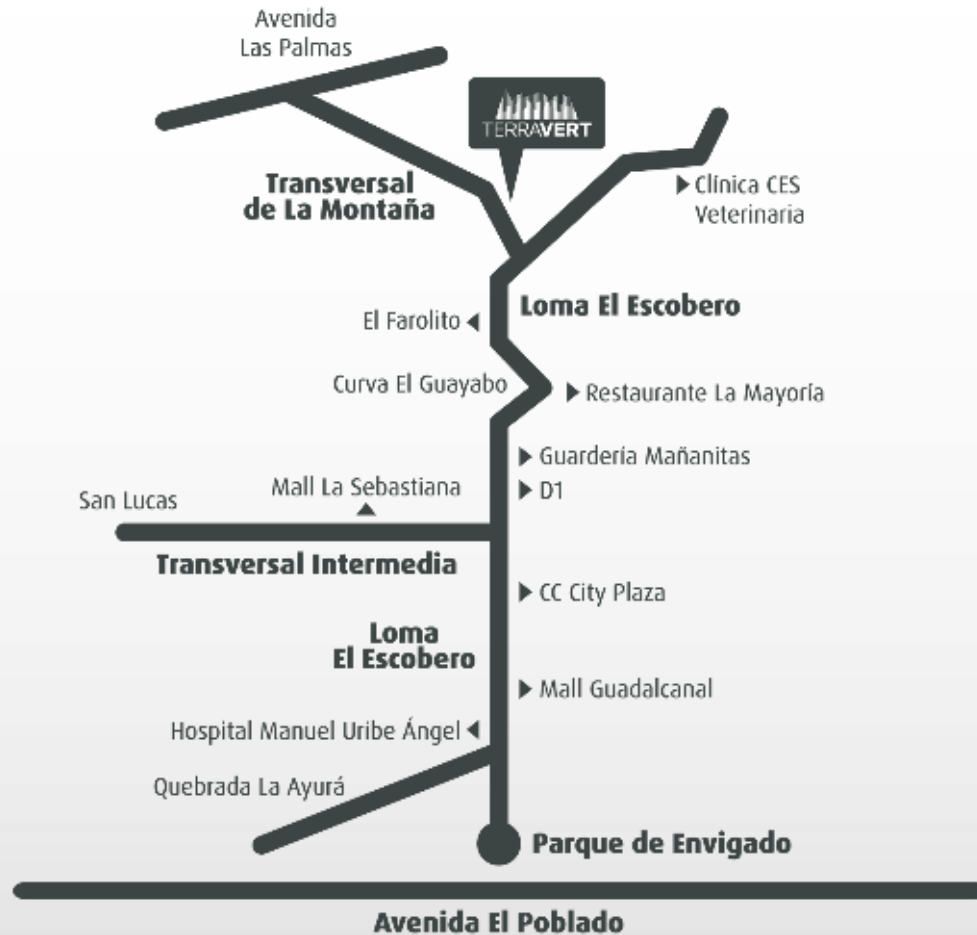 Avenida
Las Palmas
TERRAVERT
Transversal
de La Montaña
Clínica CES
Veterinaria
Loma El Escobero
El Farolito
Curva El Guayabo
Restaurante La Mayoría
Guardería Mañanitas
Mall La Sebastiana
D1
San Lucas
Transversal Intermedia
CC City Plaza
Loma
El Escobero
Mall Guadalcanal
Hospital Manuel Uribe Ángel
Quebrada La Ayurá
Parque de Envigado
Avenida El Poblado